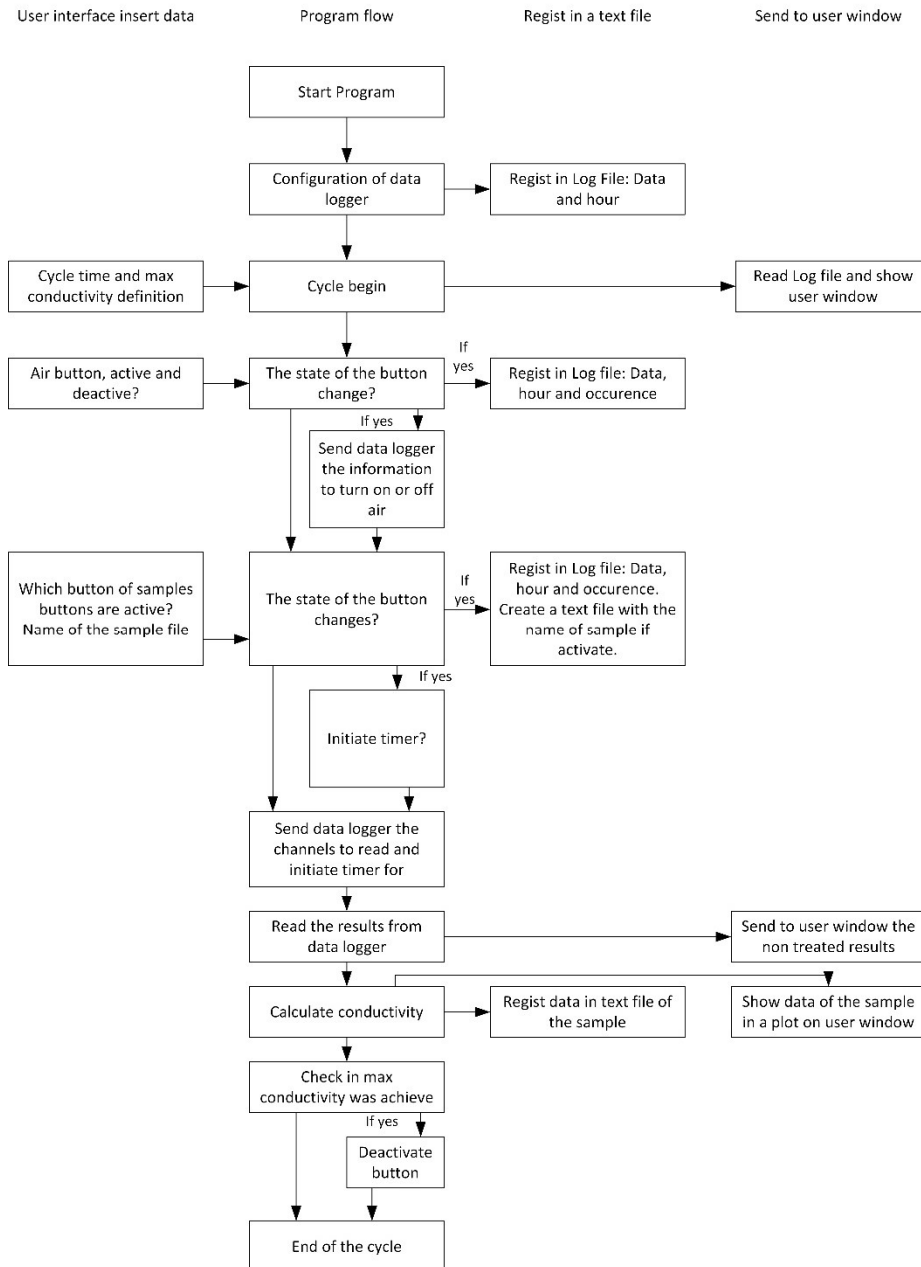 User interface insert data
Program flow
Regist in a text file
Send to user window
Start Program
Configuration of data
logger
Regist in Log File: Data
and hour
Cycle time and max
conductivity definition
Cycle begin
Read Log file and show
user window
Air button, active and
deactive?
The state of the button
change?
If
yes
Regist in Log file: Data,
hour and occurence
If yes
Send data logger
the information
to turn on or off
air
Which button of samples
buttons are active?
Name of the sample file
The state of the button
changes?
If
yes
Regist in Log file: Data,
hour and occurence.
Create a text file with the
name of sample if
activate.
If yes
Initiate timer?
Send data logger the
channels to read and
initiate timer for
Read the results from
data logger
Send to user window the
non treated results
Calculate conductivity
Regist data in text file of
the sample
Show data of the sample
in a plot on user window
Check in max
conductivity was achieve
If yes
Deactivate
button
End of the cycle